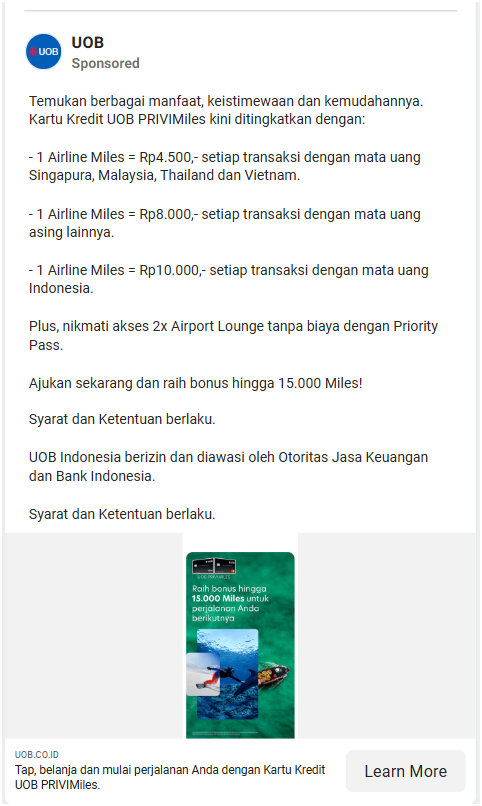 UOB
UOB
Sponsored
Temukan berbagai manfaat, keistimewaan dan kemudahannya.
Kartu Kredit UOB PRIVIMiles kini ditingkatkan dengan:
- 1 Airline Miles = Rp4.500,- setiap transaksi dengan mata uang
Singapura, Malaysia, Thailand dan Vietnam.
- 1 Airline Miles = Rp8.000,- setiap transaksi dengan mata uang
asing lainnya.
- 1 Airline Miles = Rp10.000,- setiap transaksi dengan mata uang
Indonesia.
Plus, nikmati akses 2x Airport Lounge tanpa biaya dengan Priority
Pass.
Ajukan sekarang dan raih bonus hingga 15.000 Miles!
Syarat dan Ketentuan berlaku.
UOB Indonesia berizin dan diawasi oleh Otoritas Jasa Keuangan
dan Bank Indonesia.
Syarat dan Ketentuan berlaku.
UOB PRIVIMILES
Raih bonus hingga
15.000 Miles untuk
perjalanan Anda
berikutnya
UOB.CO.ID
Tap, belanja dan mulai perjalanan Anda dengan Kartu Kredit
UOB PRIVIMiles.
Learn More